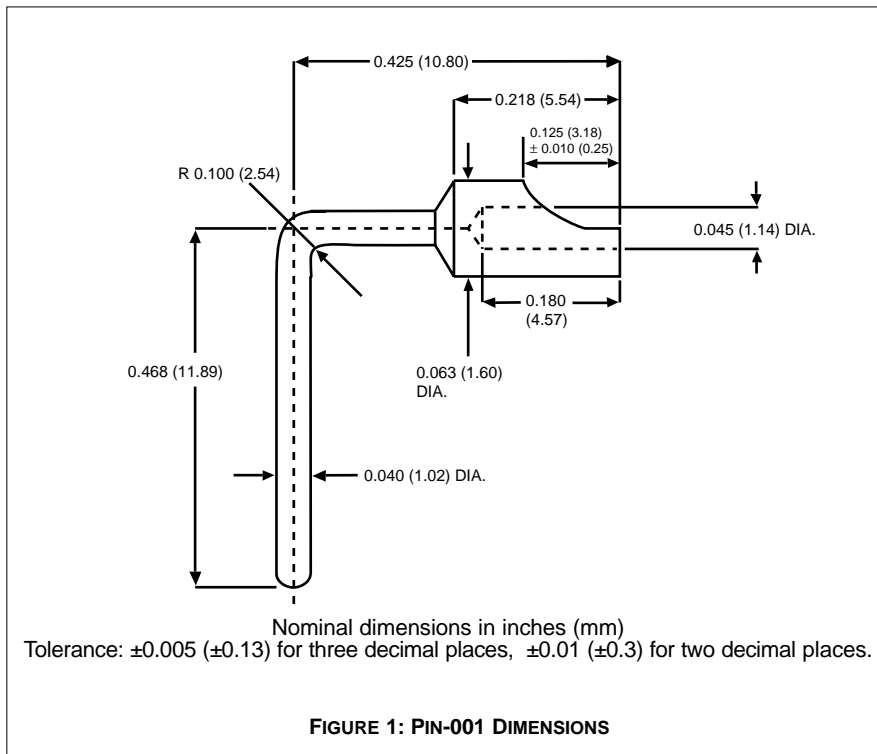 0.425 (10.80)
0.218 (5.54)
0.125 (3.18)
± 0.010 (0.25)
R 0.100 (2.54)
0.045 (1.14) DIA.
0.180
(4.57)
0.468 (11.89)
0.063 (1.60)
DIA.
0.040 (1.02) DIA.
Nominal dimensions in inches (mm)
Tolerance: ±0.005 (±0.13) for three decimal places, ±0.01 (±0.3) for two decimal places.
FIGURE 1: PIN-001 DIMENSIONS